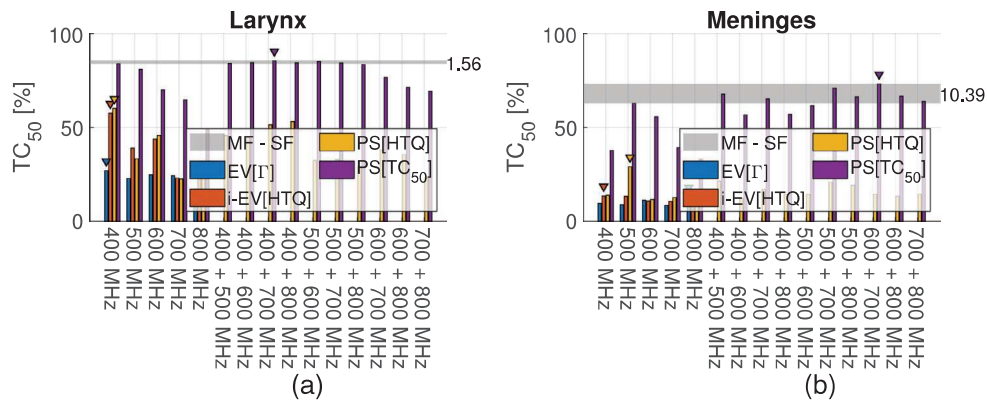 Larynx
100
50
0
TC50 [%]
1.56
MF - SF
EV[Γ]
i-EV[HTQ]
PS[HTQ]
PS[TC50]
400 MHz
500 MHz
600 MHz
700 MHz
800 MHz
400 + 500 MHz
400 + 600 MHz
400 + 700 MHz
400 + 800 MHz
500 + 600 MHz
500 + 700 MHz
500 + 800 MHz
600 + 700 MHz
600 + 800 MHz
700 + 800 MHz
(a)
Meninges
100
50
0
TC50 [%]
10.39
MF - SF
EV[Γ]
i-EV[HTQ]
PS[HTQ]
PS[TC50]
400 MHz
500 MHz
600 MHz
700 MHz
800 MHz
400 + 500 MHz
400 + 600 MHz
400 + 700 MHz
400 + 800 MHz
500 + 600 MHz
500 + 700 MHz
500 + 800 MHz
600 + 700 MHz
600 + 800 MHz
700 + 800 MHz
(b)